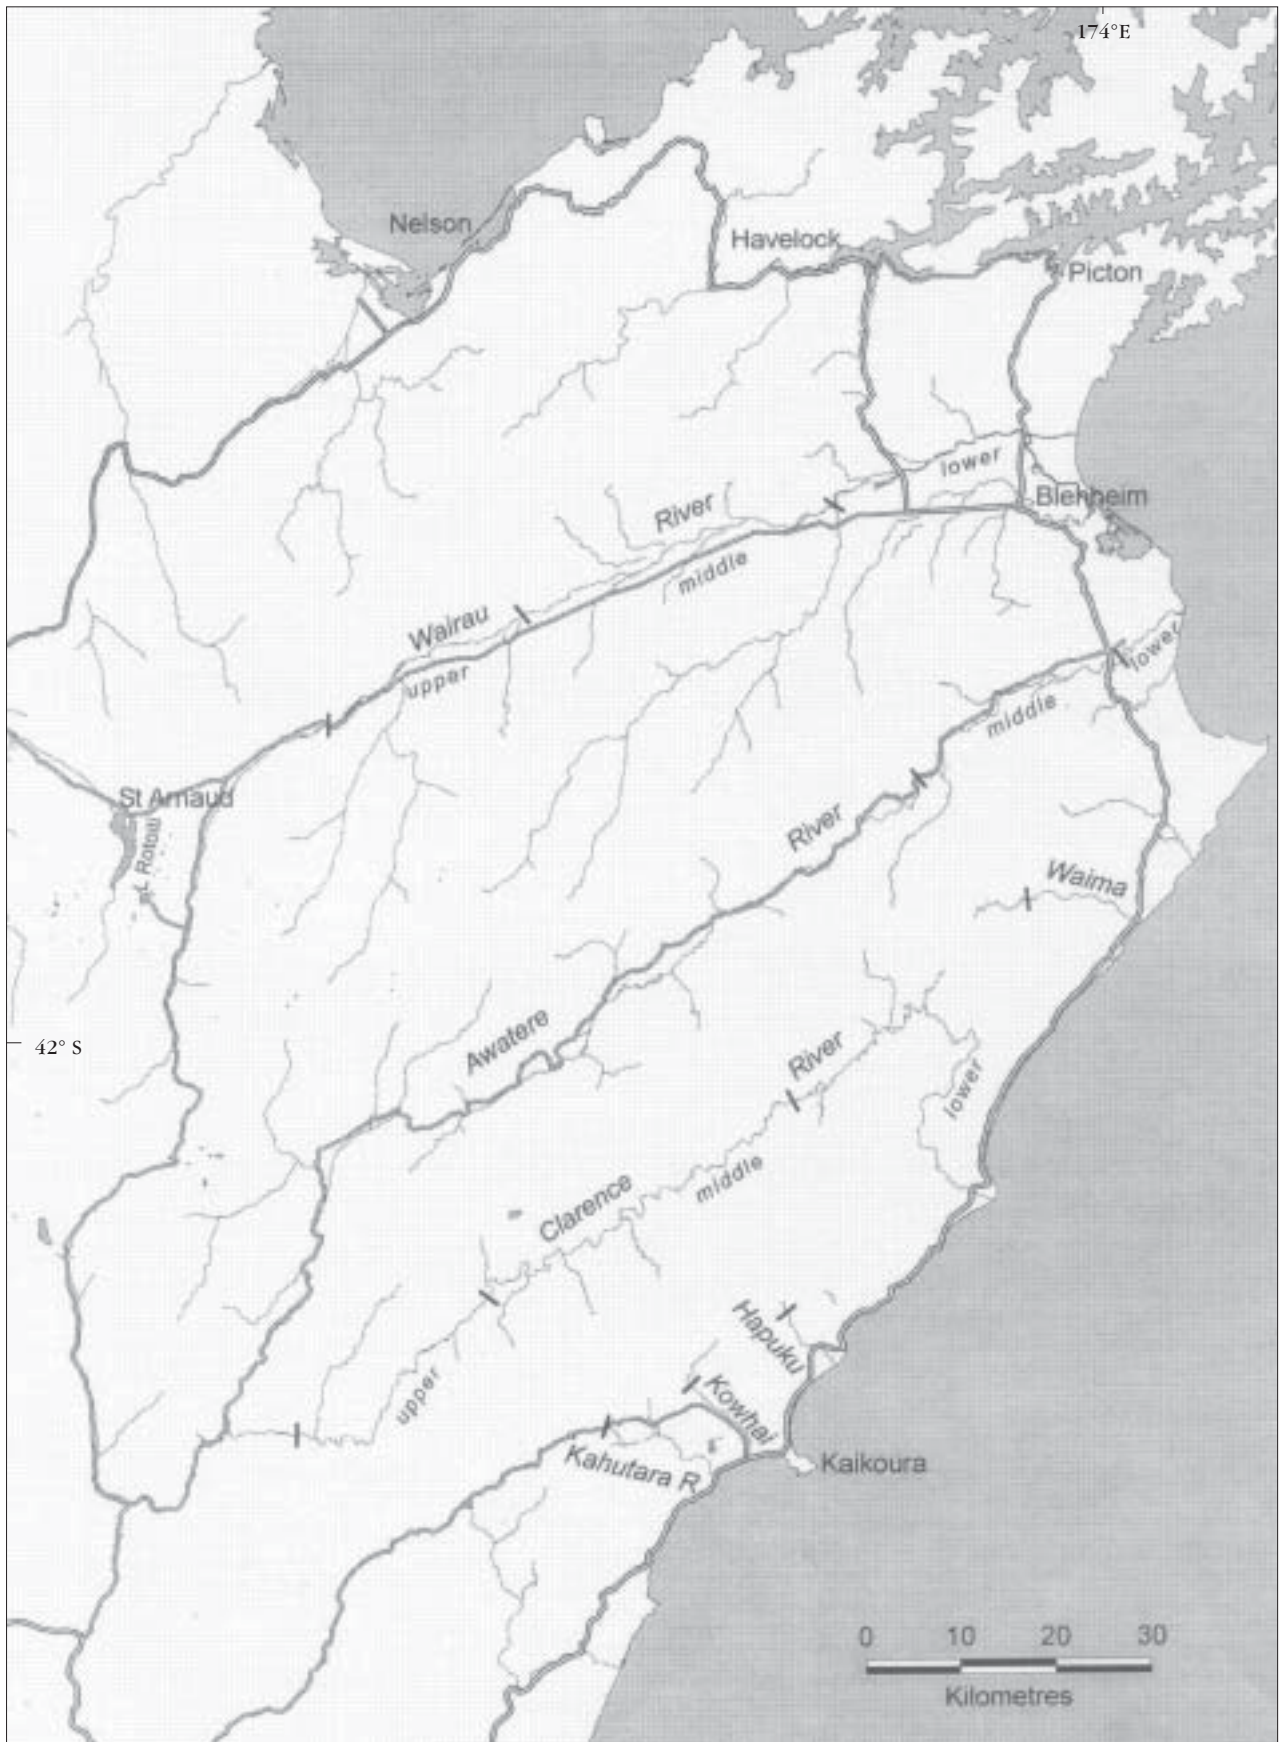 174°E
Nelson
Havelock
Picton
lower
Blenheim
River
middle
Wairau
upper
lower
middle
St Arnaud
L Rotoiti
River
Waima
42° S
Awatere
River
lower
Clarence
middle
Hapuku
upper
Kowhai
Kahutara R
Kaikoura
0 10 20 30
Kilometres